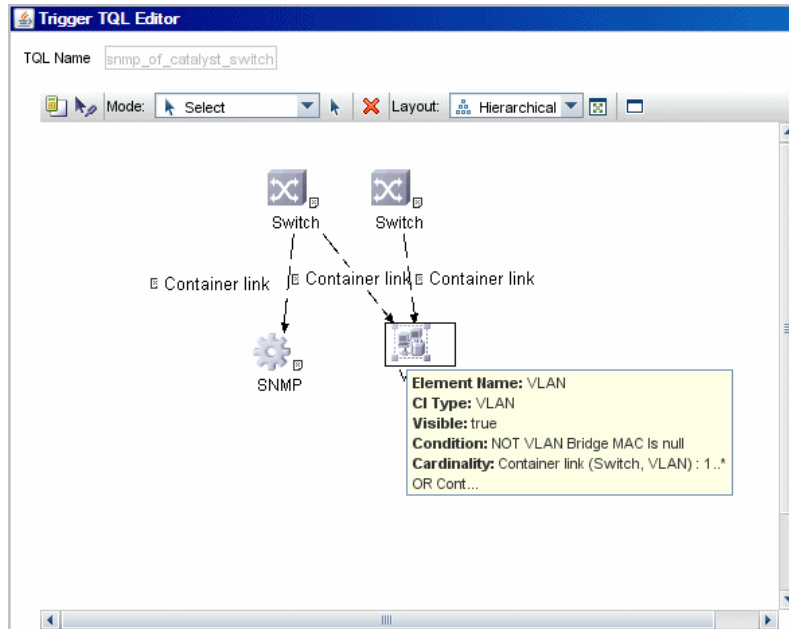 Trigger TQL Editor
TQL Name snmp_of_catalyst_switch
Mode: Select Layout: Hierarchical
Switch Switch
Container link Container link Container link
SNMP
Element Name: VLAN
CI Type: VLAN
Visible: true
Condition: NOT VLAN Bridge MAC Is null
Cardinality: Container link (Switch, VLAN) : 1..*
OR Cont...